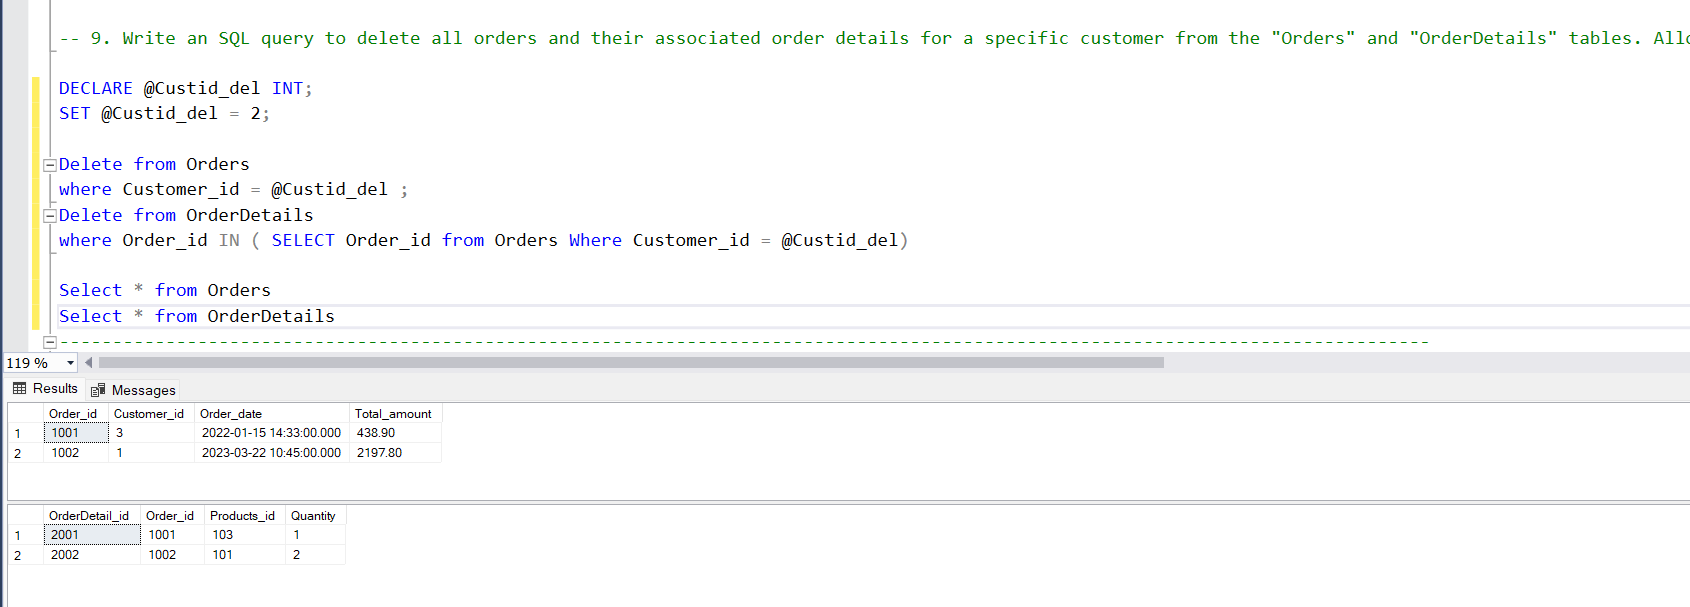 -- 9. Write an SQL query to delete all orders and their associated order details for a specific customer from the "Orders" and "OrderDetails" tables.
DECLARE @Custid_del INT;
SET @Custid_del = 2;
Delete from Orders
where Customer_id = @Custid_del ;
Delete from OrderDetails
where Order_id IN ( SELECT Order_id from Orders Where Customer_id = @Custid_del)
Select * from Orders
Select * from OrderDetails
119 %
Results Messages
Order_id Customer_id Order_date Total_amount
1 1001 3 2022-01-15 14:33:00.000 438.90
2 1002 1 2023-03-22 10:45:00.000 2197.80
OrderDetail_id Order_id Products_id Quantity
1 2001 1001 103 1
2 2002 1002 101 2